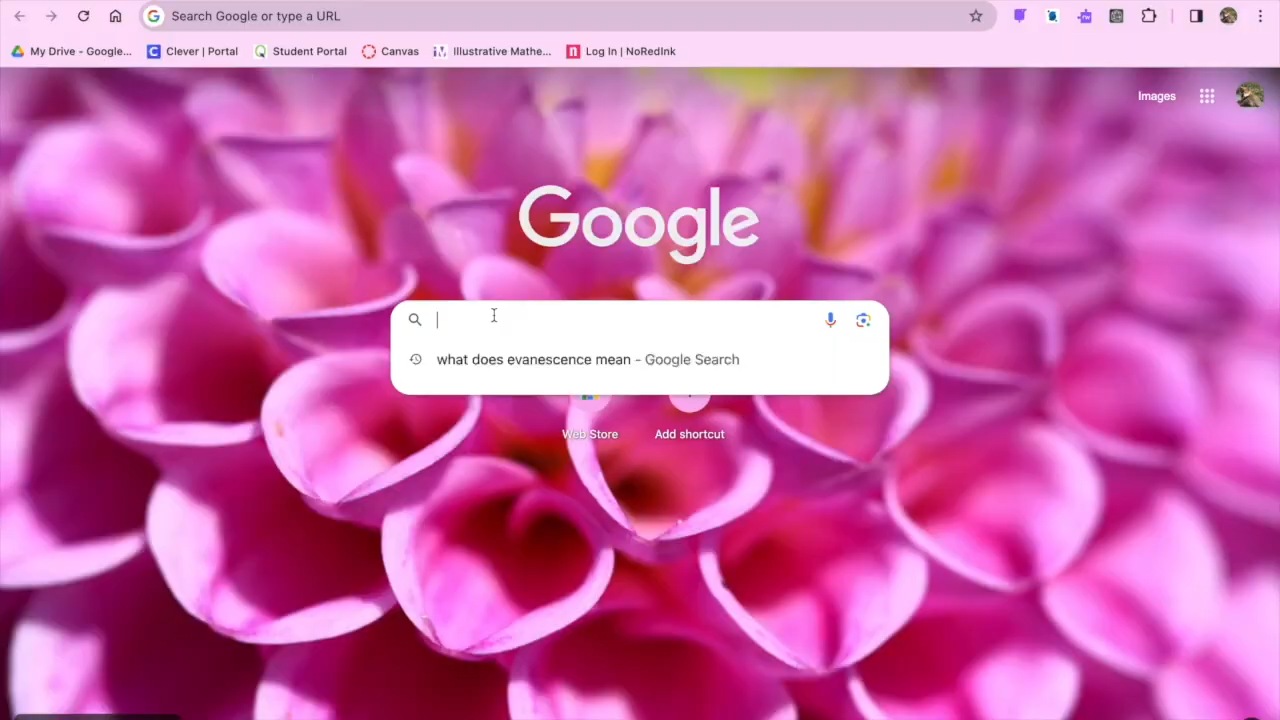 Search Google or type a URL
My Drive - Google... Clever | Portal Student Portal Canvas Illustrative Mathe... Log In | NoRedInk
Images
Google
what does evanescence mean - Google Search
Web Store Add shortcut